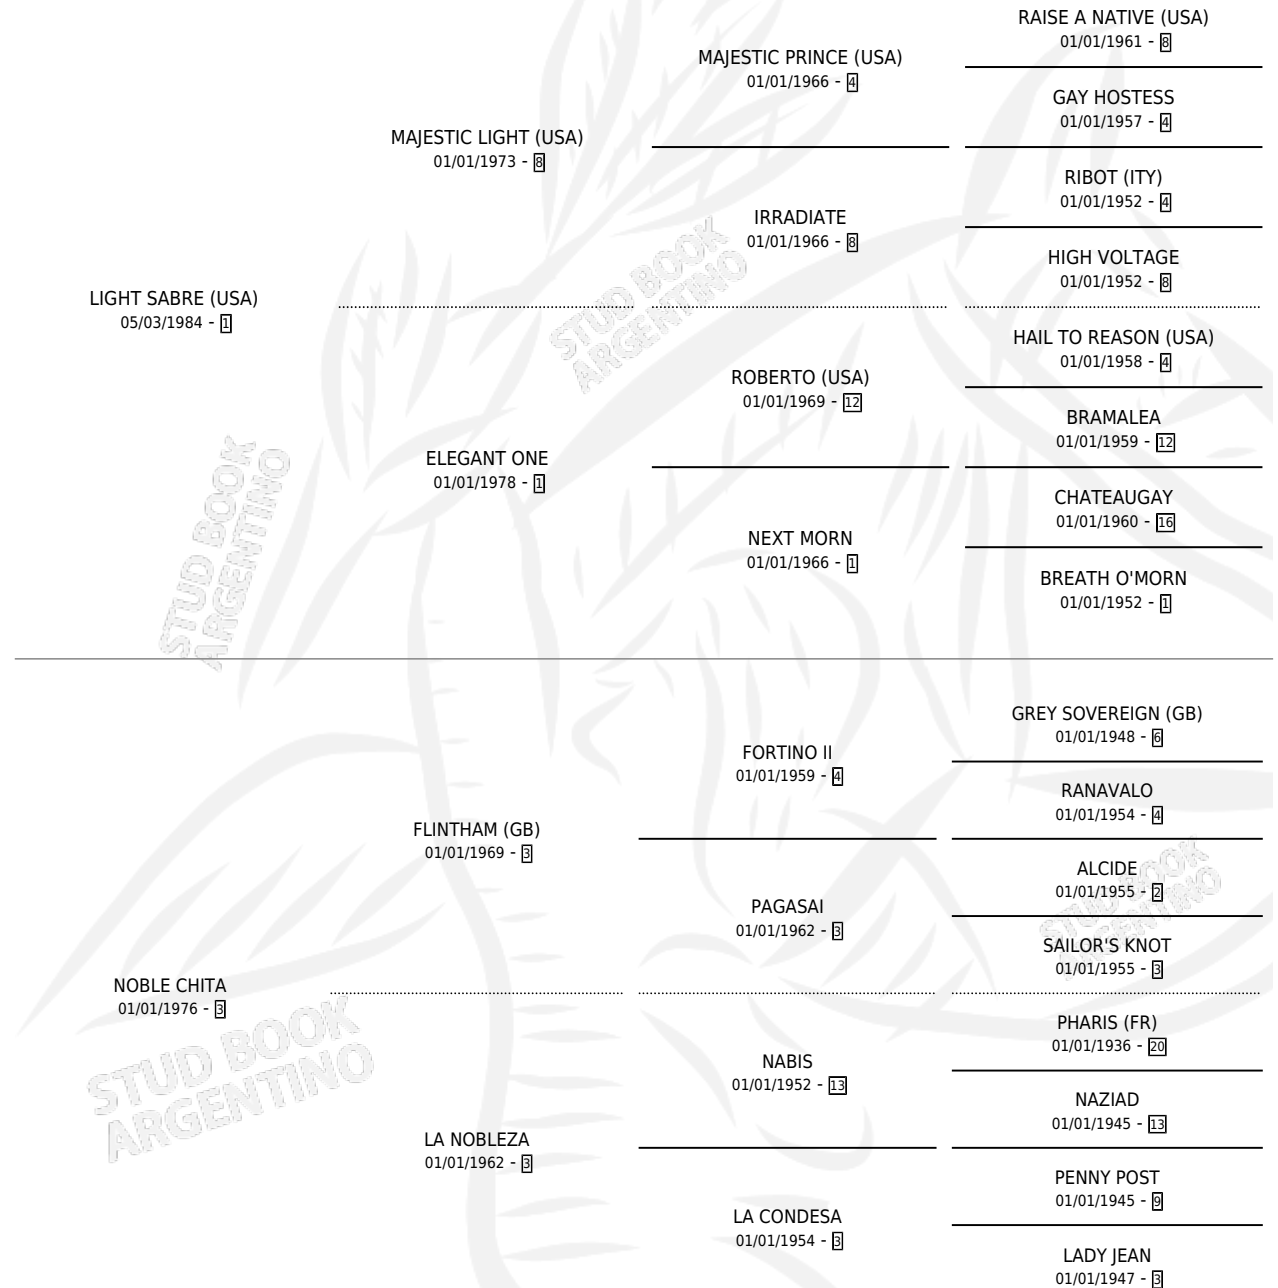 RAISE A NATIVE (USA)
01/01/1961 - 8
MAJESTIC PRINCE (USA)
01/01/1966 - 4
GAY HOSTESS
01/01/1957 - 4
MAJESTIC LIGHT (USA)
01/01/1973 - 8
RIBOT (ITY)
01/01/1952 - 4
IRRADIATE
01/01/1966 - 8
HIGH VOLTAGE
01/01/1952 - 8
LIGHT SABRE (USA)
05/03/1984 - 1
HAIL TO REASON (USA)
01/01/1958 - 4
ROBERTO (USA)
01/01/1969 - 12
BRAMALEA
01/01/1959 - 12
ELEGANT ONE
01/01/1978 - 1
CHATEAUGAY
01/01/1960 - 16
NEXT MORN
01/01/1966 - 1
BREATH O'MORN
01/01/1952 - 1
GREY SOVEREIGN (GB)
01/01/1948 - 6
FORTINO II
01/01/1959 - 4
RANAVALO
01/01/1954 - 4
FLINTHAM (GB)
01/01/1969 - 3
ALCIDE
01/01/1955 - 2
PAGASAI
01/01/1962 - 3
SAILOR'S KNOT
01/01/1955 - 3
NOBLE CHITA
01/01/1976 - 3
PHARIS (FR)
01/01/1936 - 20
NABIS
01/01/1952 - 13
NAZIAD
01/01/1945 - 13
LA NOBLEZA
01/01/1962 - 3
PENNY POST
01/01/1945 - 9
LA CONDESA
01/01/1954 - 3
LADY JEAN
01/01/1947 - 3
STUD BOOK
ARGENTINO
STUD BOOK
ARGENTINO
STUD BOOK
ARGENTINO
STUD BOOK
ARGENTINO